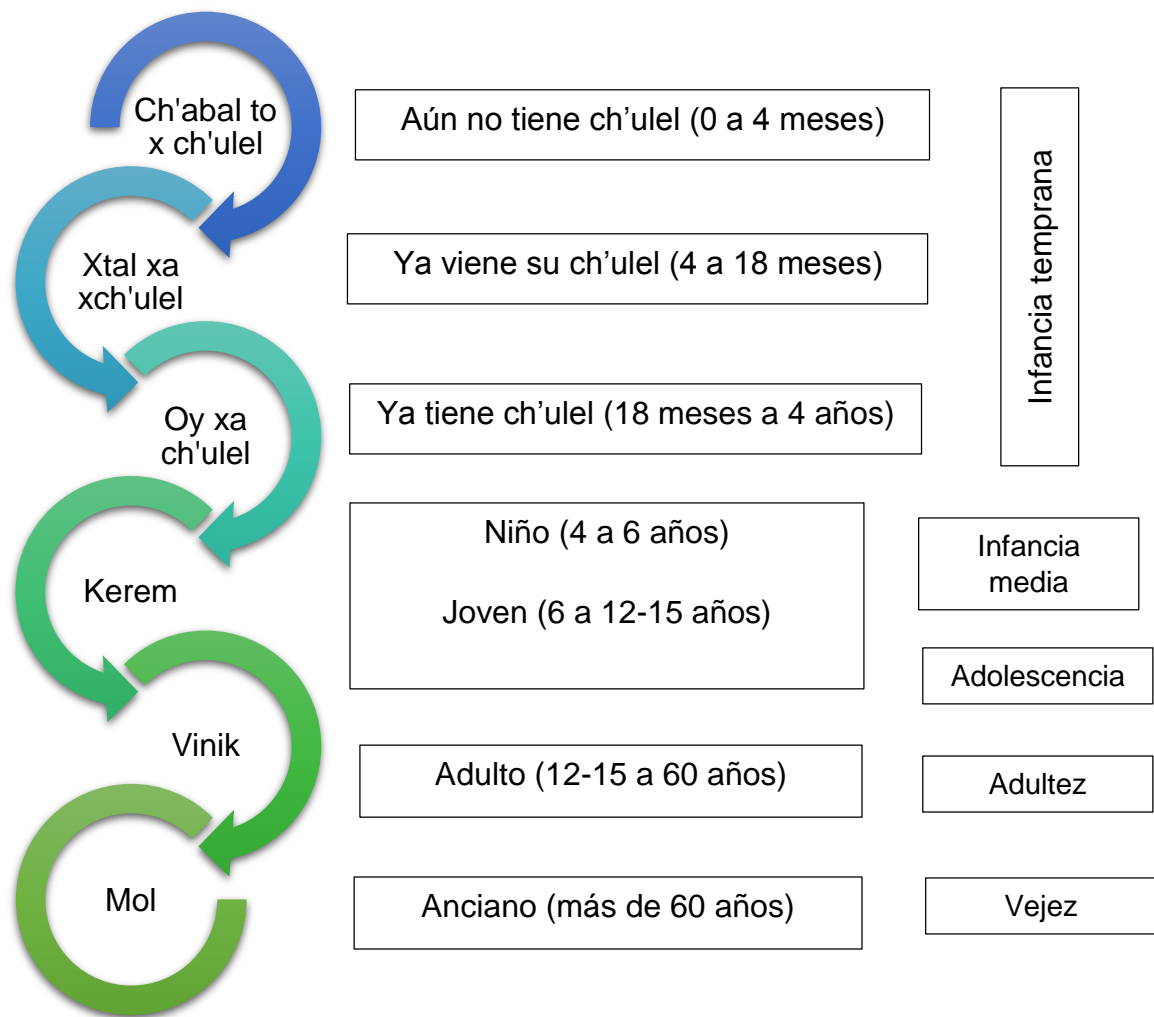 Ch'abal to
x ch'ulel
Aún no tiene ch’ulel (0 a 4 meses)
Infancia temprana
Xtal xa
xch'ulel
Ya viene su ch’ulel (4 a 18 meses)
Oy xa
ch'ulel
Ya tiene ch’ulel (18 meses a 4 años)
Kerem
Niño (4 a 6 años)
Joven (6 a 12-15 años)
Infancia
media
Adolescencia
Vinik
Adulto (12-15 a 60 años)
Adultez
Mol
Anciano (más de 60 años)
Vejez